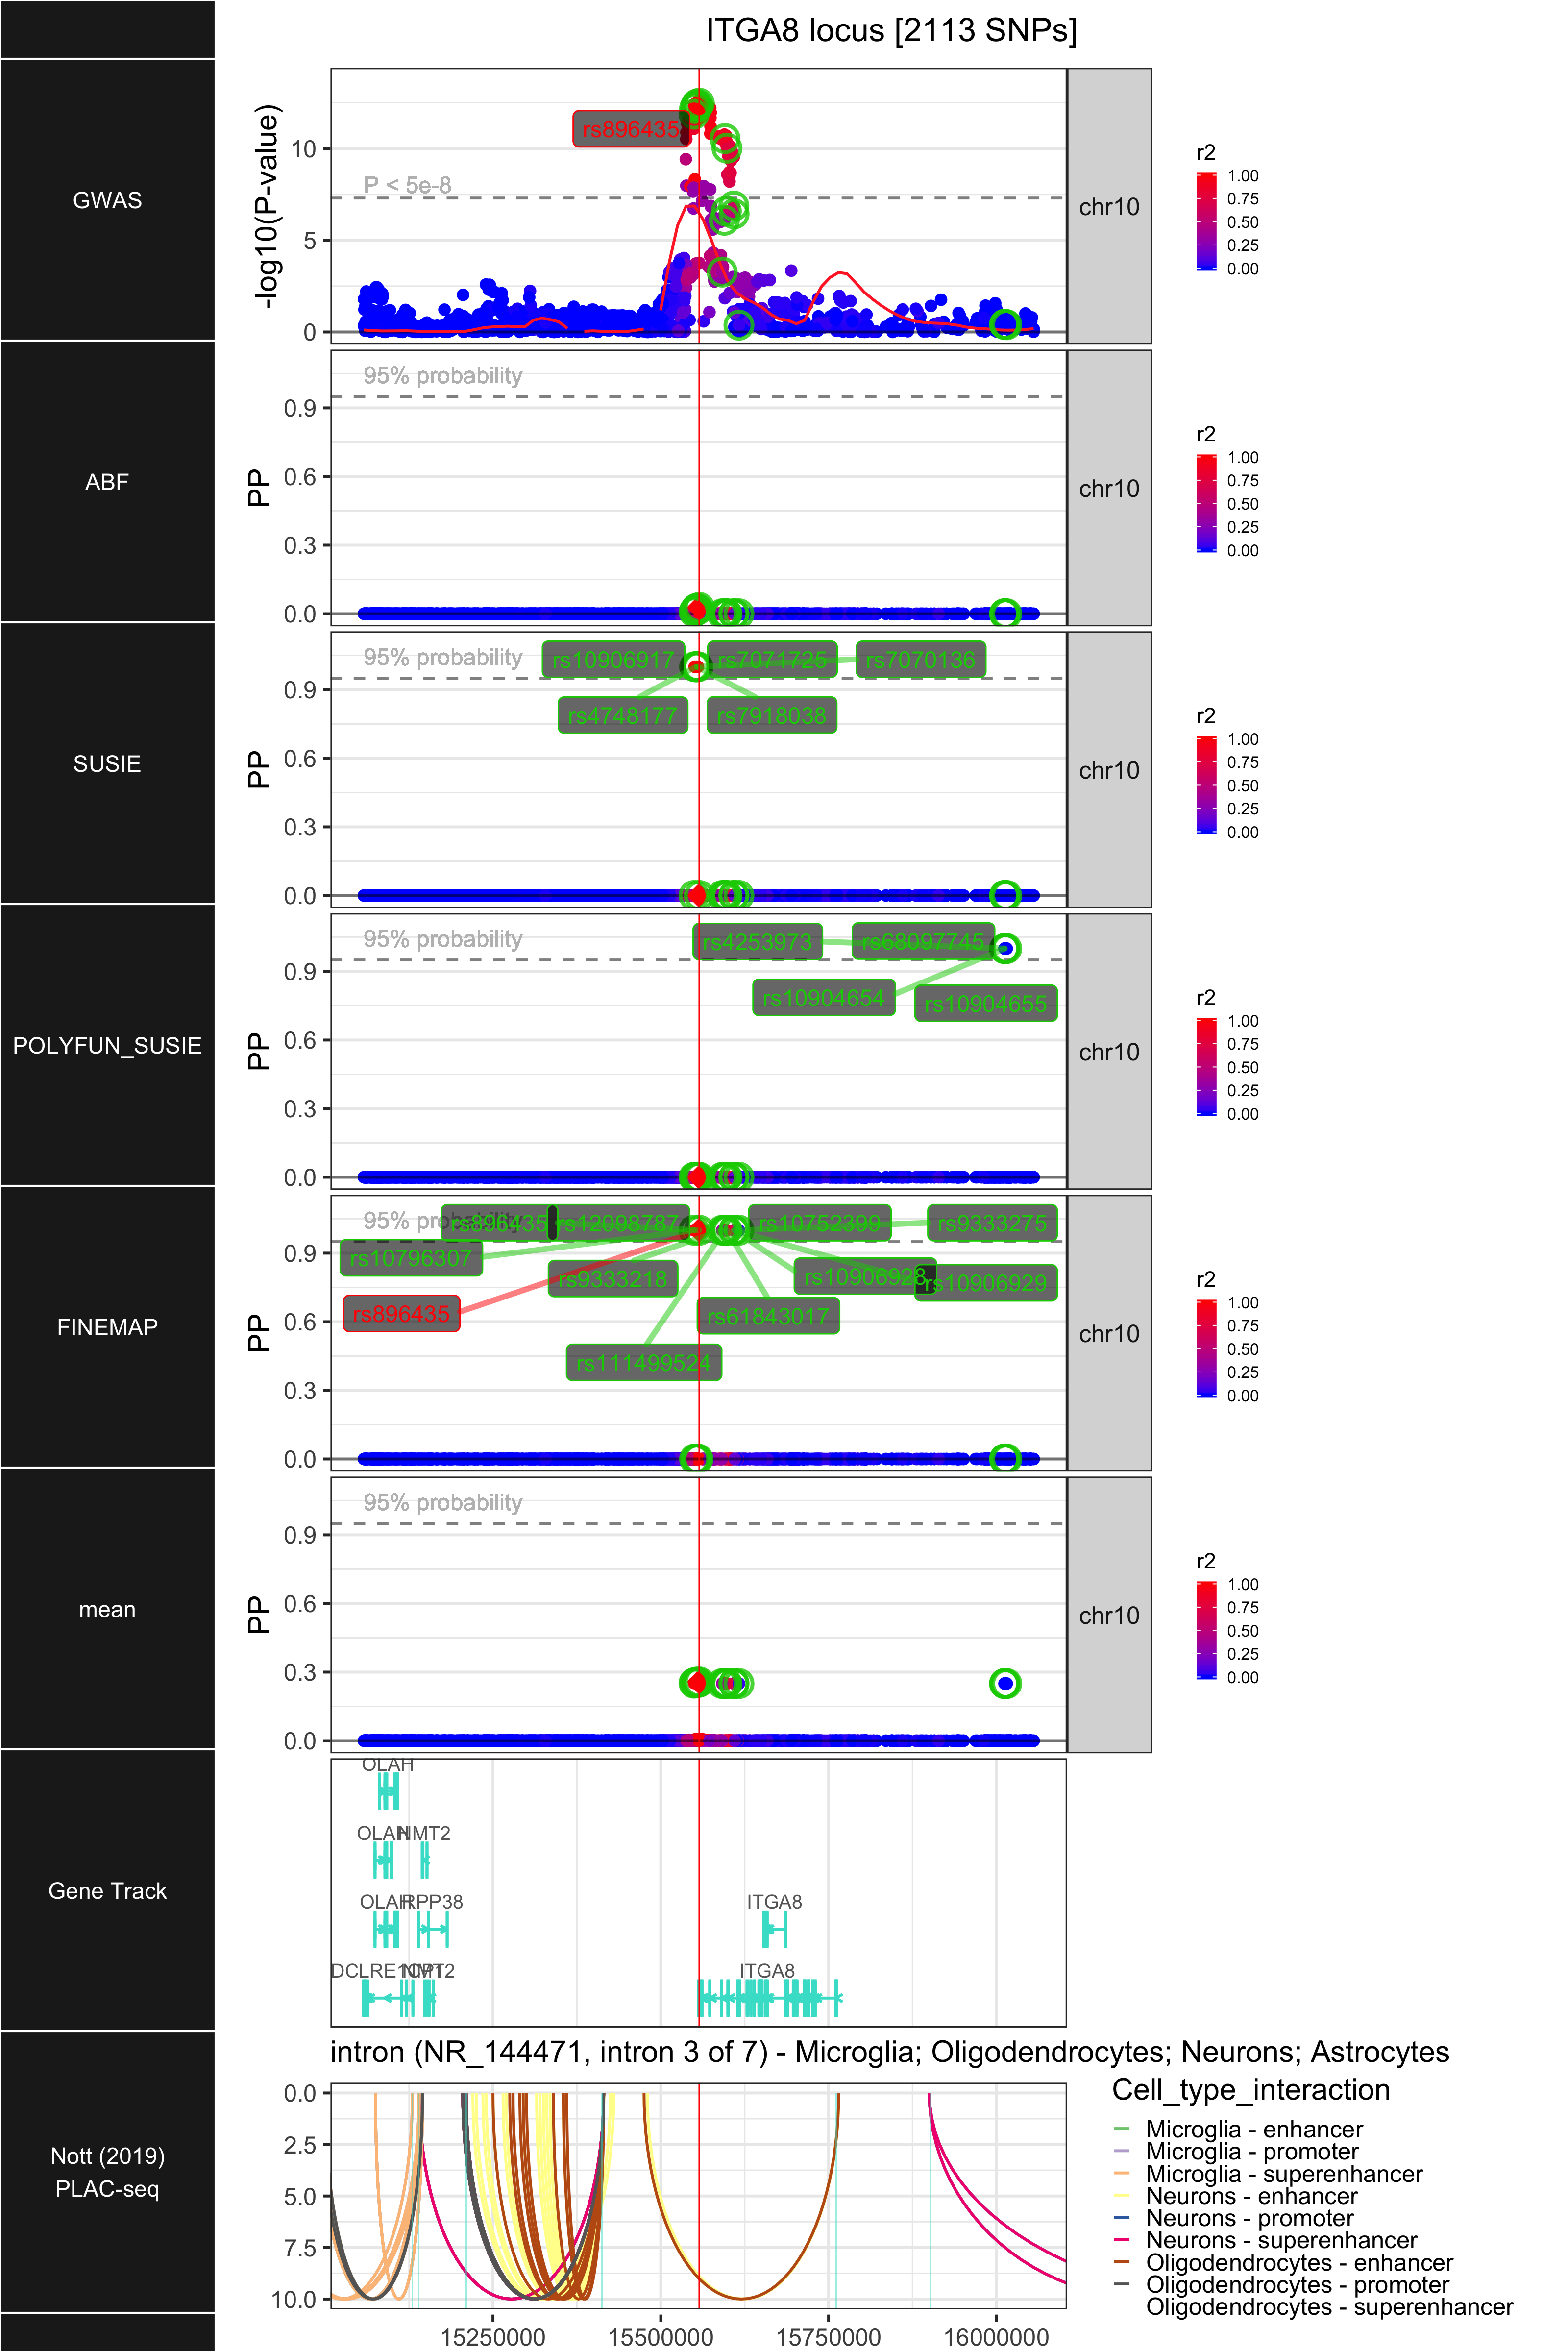 ITGA8 locus [2113 SNPs]
GWAS
-log10(P-value)
10
5
0
P < 5e-8
rs896435
chr10
r2
1.00
0.75
0.50
0.25
0.00
ABF
PP
0.9
0.6
0.3
0.0
95% probability
chr10
r2
1.00
0.75
0.50
0.25
0.00
SUSIE
PP
0.9
0.6
0.3
0.0
95% probability
rs10906917
rs7071725
rs7070136
rs4748177
rs7918038
chr10
r2
1.00
0.75
0.50
0.25
0.00
POLYFUN_SUSIE
PP
0.9
0.6
0.3
0.0
95% probability
rs4253973
rs68097745
rs10904654
rs10904655
chr10
r2
1.00
0.75
0.50
0.25
0.00
FINEMAP
PP
0.9
0.6
0.3
0.0
95% probability
rs896435
rs12098787
rs10752399
rs9333275
rs10796307
rs9333218
rs10906928
rs10906929
rs896435
rs61843017
rs111499524
chr10
r2
1.00
0.75
0.50
0.25
0.00
mean
PP
0.9
0.6
0.3
0.0
95% probability
chr10
r2
1.00
0.75
0.50
0.25
0.00
Gene Track
OLAH
OLAH NMT2
OLAH RPP38
ITGA8
NMT2
ITGA8
intron (NR_144471, intron 3 of 7) - Microglia; Oligodendrocytes; Neurons; Astrocytes
Nott (2019)
PLAC-seq
0.0
2.5
5.0
7.5
10.0
15250000
15500000
15750000
16000000
Cell_type_interaction
Microglia - enhancer
Microglia - promoter
Microglia - superenhancer
Neurons - enhancer
Neurons - promoter
Neurons - superenhancer
Oligodendrocytes - enhancer
Oligodendrocytes - promoter
Oligodendrocytes - superenhancer